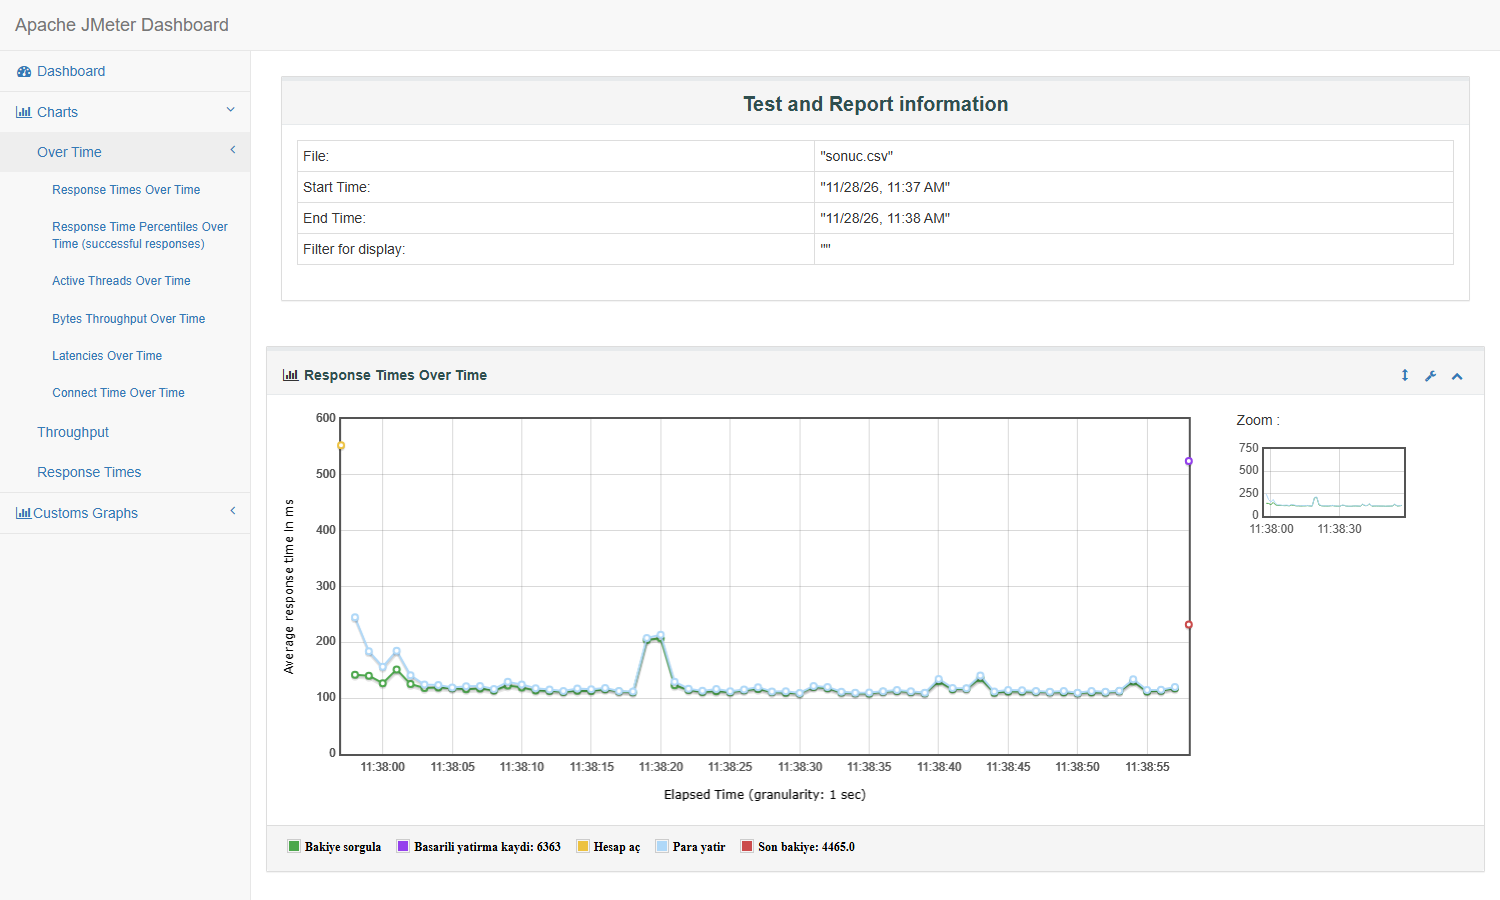 Apache JMeter Dashboard
Dashboard
Charts
Over Time
Response Times Over Time
Response Time Percentiles Over
Time (successful responses)
Active Threads Over Time
Bytes Throughput Over Time
Latencies Over Time
Connect Time Over Time
Throughput
Response Times
Customs Graphs
Test and Report information
File: "sonuc.csv"
Start Time: "11/28/26, 11:37 AM"
End Time: "11/28/26, 11:38 AM"
Filter for display: ""
Response Times Over Time
Average response time in ms
600
500
400
300
200
100
0
11:38:00 11:38:05 11:38:10 11:38:15 11:38:20 11:38:25 11:38:30 11:38:35 11:38:40 11:38:45 11:38:50 11:38:55
Elapsed Time (granularity: 1 sec)
Zoom :
750
500
250
0
11:38:00 11:38:30
Bakiye sorgula Basarili yatirma kaydi: 6363 Hesap aç Para yatir Son bakiye: 4465.0